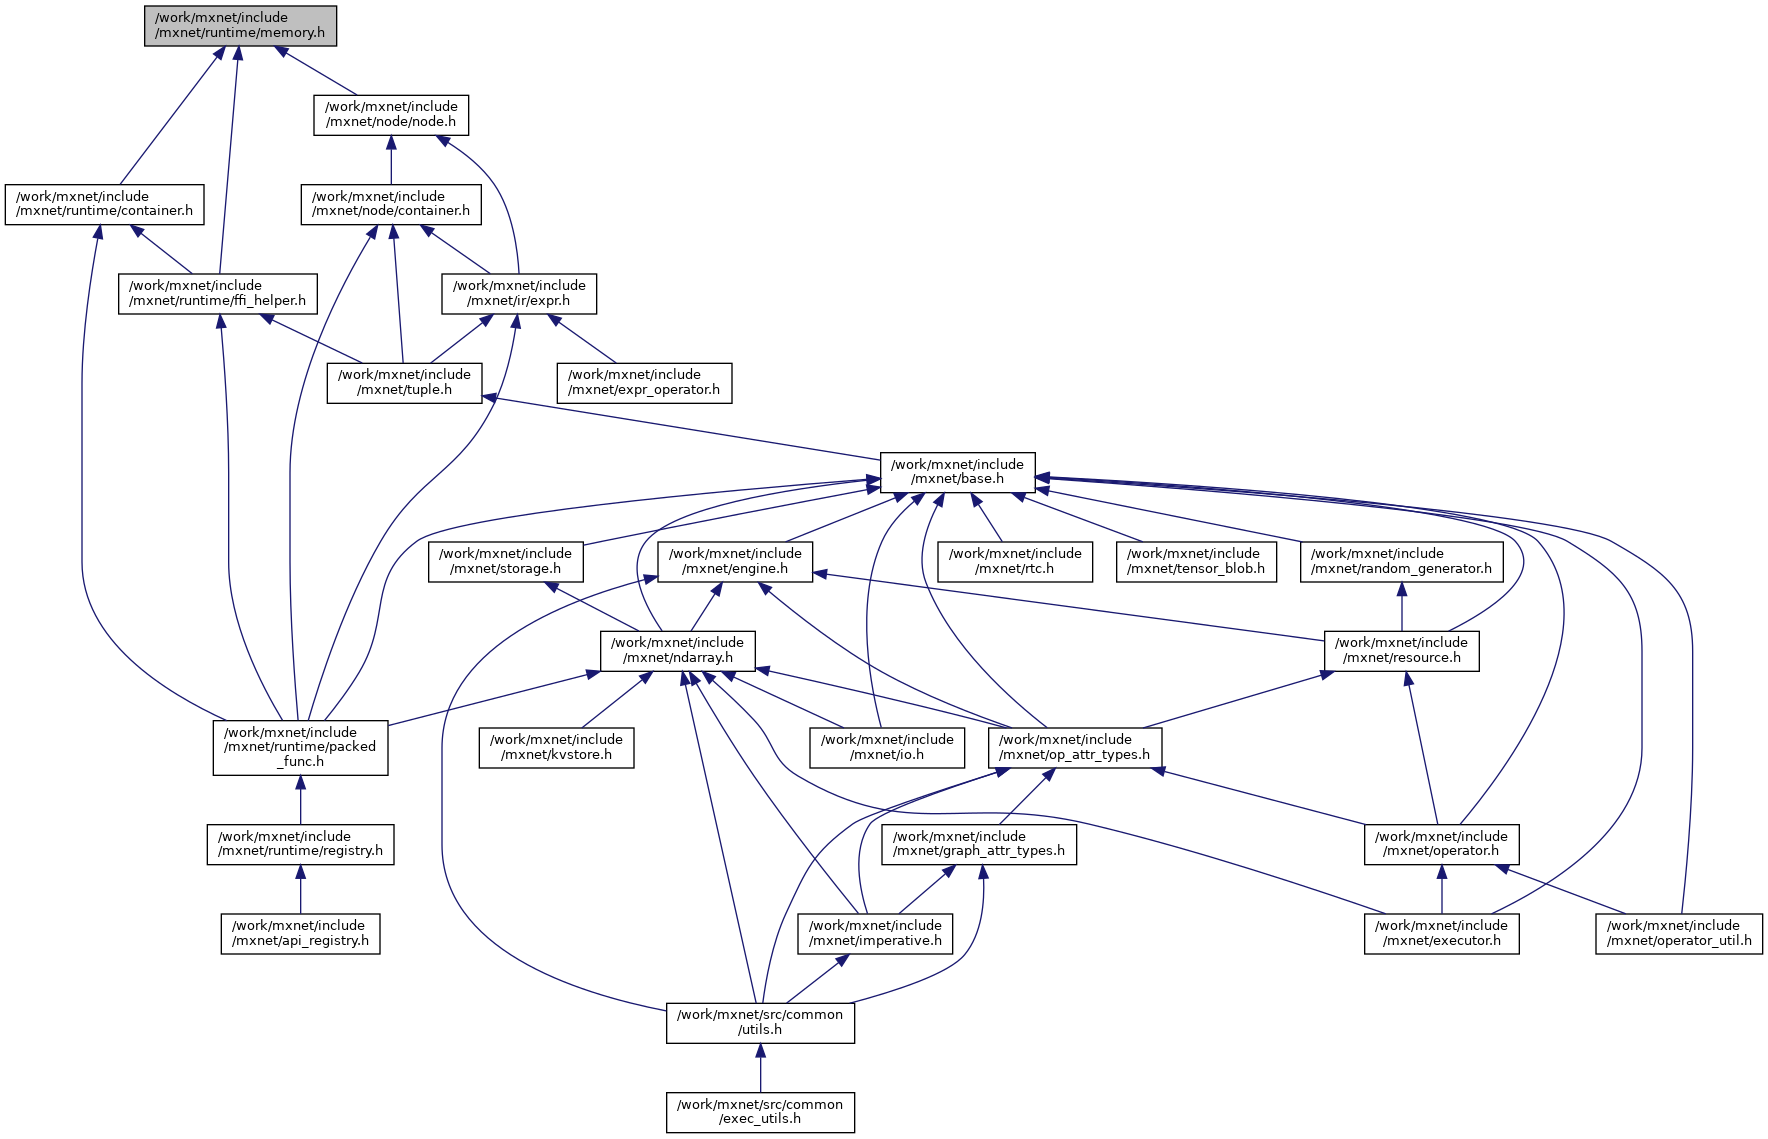 /work/mxnet/include
/mxnet/runtime/memory.h
/work/mxnet/include
/mxnet/node/node.h
/work/mxnet/include
/mxnet/runtime/container.h
/work/mxnet/include
/mxnet/node/container.h
/work/mxnet/include
/mxnet/runtime/ffi_helper.h
/work/mxnet/include
/mxnet/ir/expr.h
/work/mxnet/include
/mxnet/tuple.h
/work/mxnet/include
/mxnet/expr_operator.h
/work/mxnet/include
/mxnet/base.h
/work/mxnet/include
/mxnet/storage.h
/work/mxnet/include
/mxnet/engine.h
/work/mxnet/include
/mxnet/rtc.h
/work/mxnet/include
/mxnet/tensor_blob.h
/work/mxnet/include
/mxnet/random_generator.h
/work/mxnet/include
/mxnet/ndarray.h
/work/mxnet/include
/mxnet/resource.h
/work/mxnet/include
/mxnet/runtime/packed
_func.h
/work/mxnet/include
/mxnet/kvstore.h
/work/mxnet/include
/mxnet/io.h
/work/mxnet/include
/mxnet/op_attr_types.h
/work/mxnet/include
/mxnet/runtime/registry.h
/work/mxnet/include
/mxnet/graph_attr_types.h
/work/mxnet/include
/mxnet/operator.h
/work/mxnet/include
/mxnet/api_registry.h
/work/mxnet/include
/mxnet/imperative.h
/work/mxnet/include
/mxnet/executor.h
/work/mxnet/include
/mxnet/operator_util.h
/work/mxnet/src/common
/utils.h
/work/mxnet/src/common
/exec_utils.h